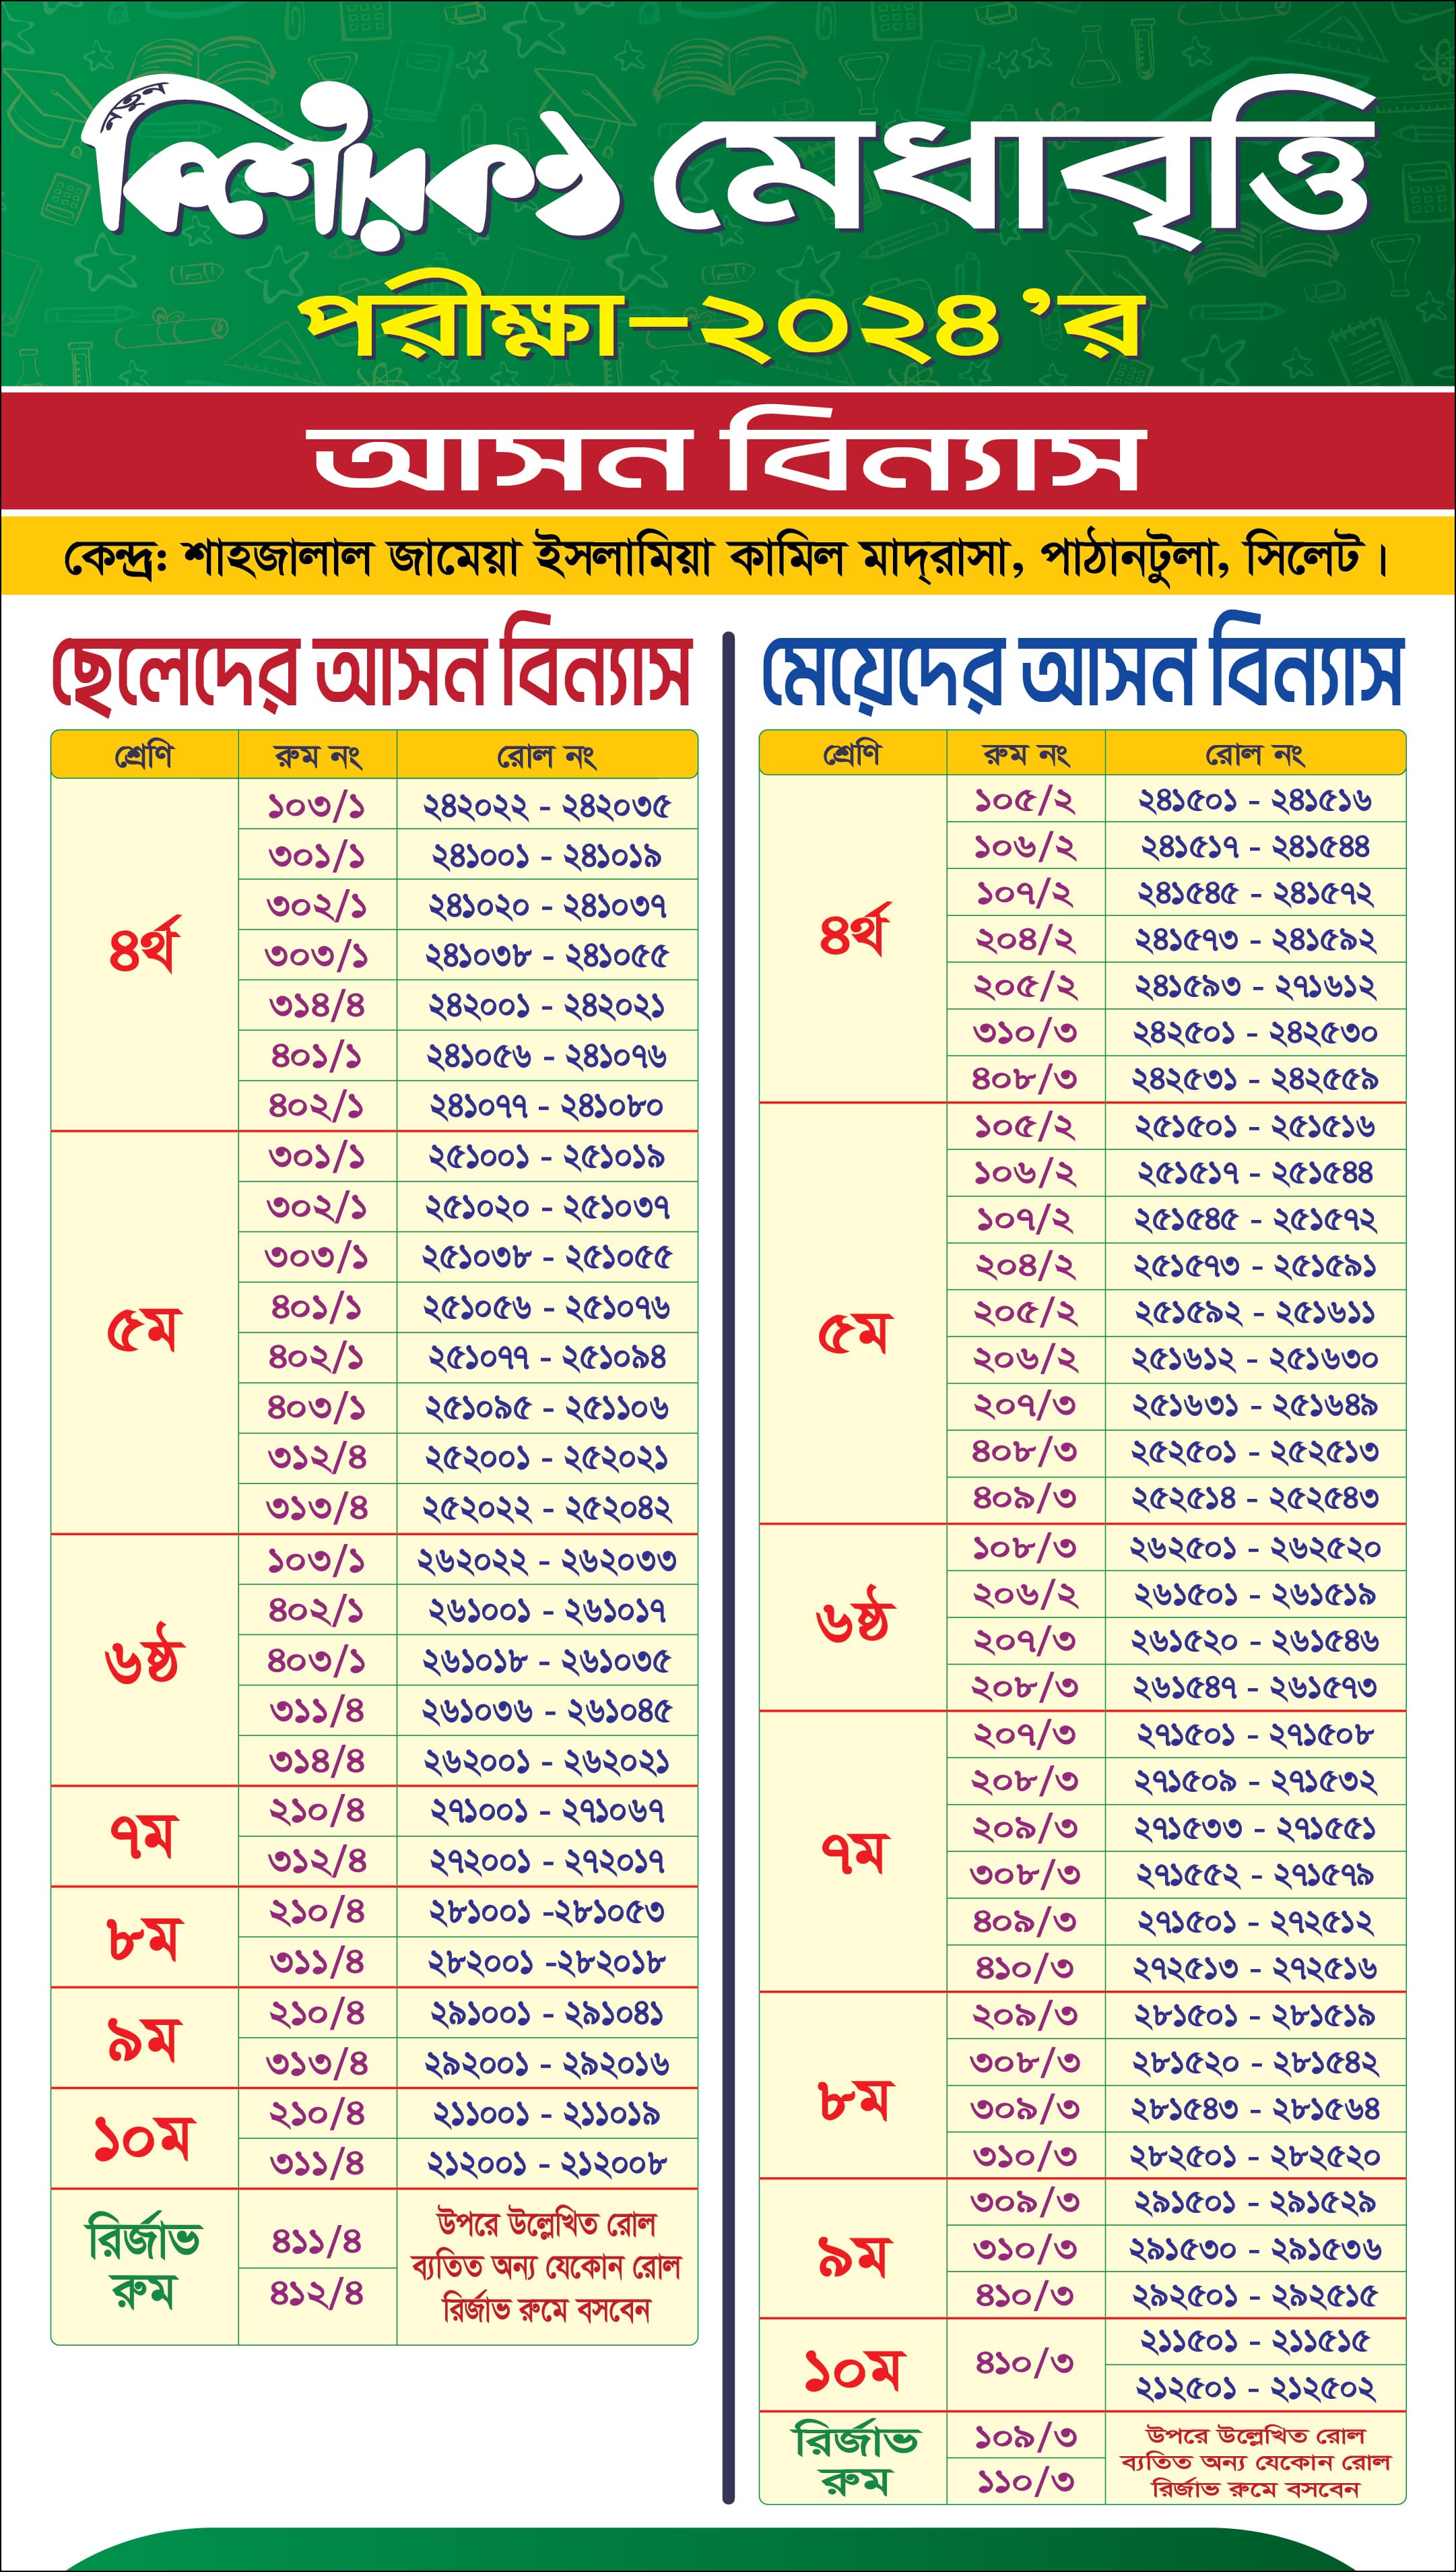 নতুন
কিশোরকণ্ঠ মেধাবৃত্তি
পরীক্ষা-২০২৪ ’র
আসন বিন্যাস
কেন্দ্র: শাহজালাল জামেয়া ইসলামিয়া কামিল মাদ্‌রাসা, পাঠানটুলা, সিলেট।
ছেলেদের আসন বিন্যাস
শ্রেণি রুম নং রোল নং
৪র্থ
১০৩/১ ২৪২০২২ - ২৪২০৩৫
৩০১/১ ২৪১০০১ - ২৪১০১৯
৩০২/১ ২৪১০২০ - ২৪১০৩৭
৩০৩/১ ২৪১০৩৮ - ২৪১০৫৫
৩১৪/৪ ২৪২০০১ - ২৪২০২১
৪০১/১ ২৪১০৫৬ - ২৪১০৭৬
৪০২/১ ২৪১০৭৭ - ২৪১০৮০
৫ম
৩০১/১ ২৫১০০১ - ২৫১০১৯
৩০২/১ ২৫১০২০ - ২৫১০৩৭
৩০৩/১ ২৫১০৩৮ - ২৫১০৫৫
৪০১/১ ২৫১০৫৬ - ২৫১০৭৬
৪০২/১ ২৫১০৭৭ - ২৫১০৯৪
৪০৩/১ ২৫১০৯৫ - ২৫১১০৬
৩১২/৪ ২৫২০০১ - ২৫২০২১
৩১৩/৪ ২৫২০২২ - ২৫২০৪২
৬ষ্ঠ
১০৩/১ ২৬২০২২ - ২৬২০৩৩
৪০২/১ ২৬১০০১ - ২৬১০১৭
৪০৩/১ ২৬১০১৮ - ২৬১০৩৫
৩১১/৪ ২৬১০৩৬ - ২৬১০৪৫
৩১৪/৪ ২৬২০০১ - ২৬২০২১
৭ম
২১০/৪ ২৭১০০১ - ২৭১০৬৭
৩১২/৪ ২৭২০০১ - ২৭২০১৭
৮ম
২১০/৪ ২৮১০০১ -২৮১০৫৩
৩১১/৪ ২৮২০০১ -২৮২০১৮
৯ম
২১০/৪ ২৯১০০১ - ২৯১০৪১
৩১৩/৪ ২৯২০০১ - ২৯২০১৬
১০ম
২১০/৪ ২১১০০১ - ২১১০১৯
৩১১/৪ ২১২০০১ - ২১২০০৮
রির্জাভ
রুম
৪১১/৪
৪১২/৪
উপরে উল্লেখিত রোল
ব্যতিত অন্য যেকোন রোল
রির্জাভ রুমে বসবেন
মেয়েদের আসন বিন্যাস
শ্রেণি রুম নং রোল নং
৪র্থ
১০৫/২ ২৪১৫০১ - ২৪১৫১৬
১০৬/২ ২৪১৫১৭ - ২৪১৫৪৪
১০৭/২ ২৪১৫৪৫ - ২৪১৫৭২
২০৪/২ ২৪১৫৭৩ - ২৪১৫৯২
২০৫/২ ২৪১৫৯৩ - ২৭১৬১২
৩১০/৩ ২৪২৫০১ - ২৪২৫৩০
৪০৮/৩ ২৪২৫৩১ - ২৪২৫৫৯
৫ম
১০৫/২ ২৫১৫০১ - ২৫১৫১৬
১০৬/২ ২৫১৫১৭ - ২৫১৫৪৪
১০৭/২ ২৫১৫৪৫ - ২৫১৫৭২
২০৪/২ ২৫১৫৭৩ - ২৫১৫৯১
২০৫/২ ২৫১৫৯২ - ২৫১৬১১
২০৬/২ ২৫১৬১২ - ২৫১৬৩০
২০৭/৩ ২৫১৬৩১ - ২৫১৬৪৯
৪০৮/৩ ২৫২৫০১ - ২৫২৫১৩
৪০৯/৩ ২৫২৫১৪ - ২৫২৫৪৩
৬ষ্ঠ
১০৮/৩ ২৬২৫০১ - ২৬২৫২০
২০৬/২ ২৬১৫০১ - ২৬১৫১৯
২০৭/৩ ২৬১৫২০ - ২৬১৫৪৬
২০৮/৩ ২৬১৫৪৭ - ২৬১৫৭৩
৭ম
২০৭/৩ ২৭১৫০১ - ২৭১৫০৮
২০৮/৩ ২৭১৫০৯ - ২৭১৫৩২
২০৯/৩ ২৭১৫৩৩ - ২৭১৫৫১
৩০৮/৩ ২৭১৫৫২ - ২৭১৫৭৯
৪০৯/৩ ২৭১৫০১ - ২৭২৫১২
৪১০/৩ ২৭২৫১৩ - ২৭২৫১৬
৮ম
২০৯/৩ ২৮১৫০১ - ২৮১৫১৯
৩০৮/৩ ২৮১৫২০ - ২৮১৫৪২
৩০৯/৩ ২৮১৫৪৩ - ২৮১৫৬৪
৩১০/৩ ২৮২৫০১ - ২৮২৫২০
৯ম
৩০৯/৩ ২৯১৫০১ - ২৯১৫২৯
৩১০/৩ ২৯১৫৩০ - ২৯১৫৩৬
৪১০/৩ ২৯২৫০১ - ২৯২৫১৫
১০ম
৪১০/৩ ২১১৫০১ - ২১১৫১৫
২১২৫০১ - ২১২৫০২
রির্জাভ
রুম
১০৯/৩
১১০/৩
উপরে উল্লেখিত রোল
ব্যতিত অন্য যেকোন রোল
রির্জাভ রুমে বসবেন